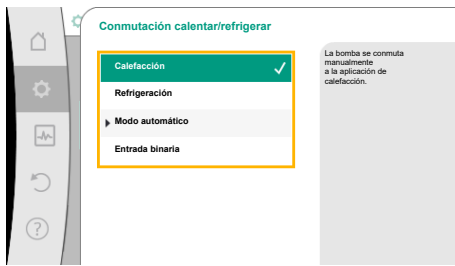 Conmutación calentar/refrigerar
Calefacción
Refrigeración
Modo automático
Entrada binaria
La bomba se conmuta
manualmente
a la aplicación de
calefacción.
?